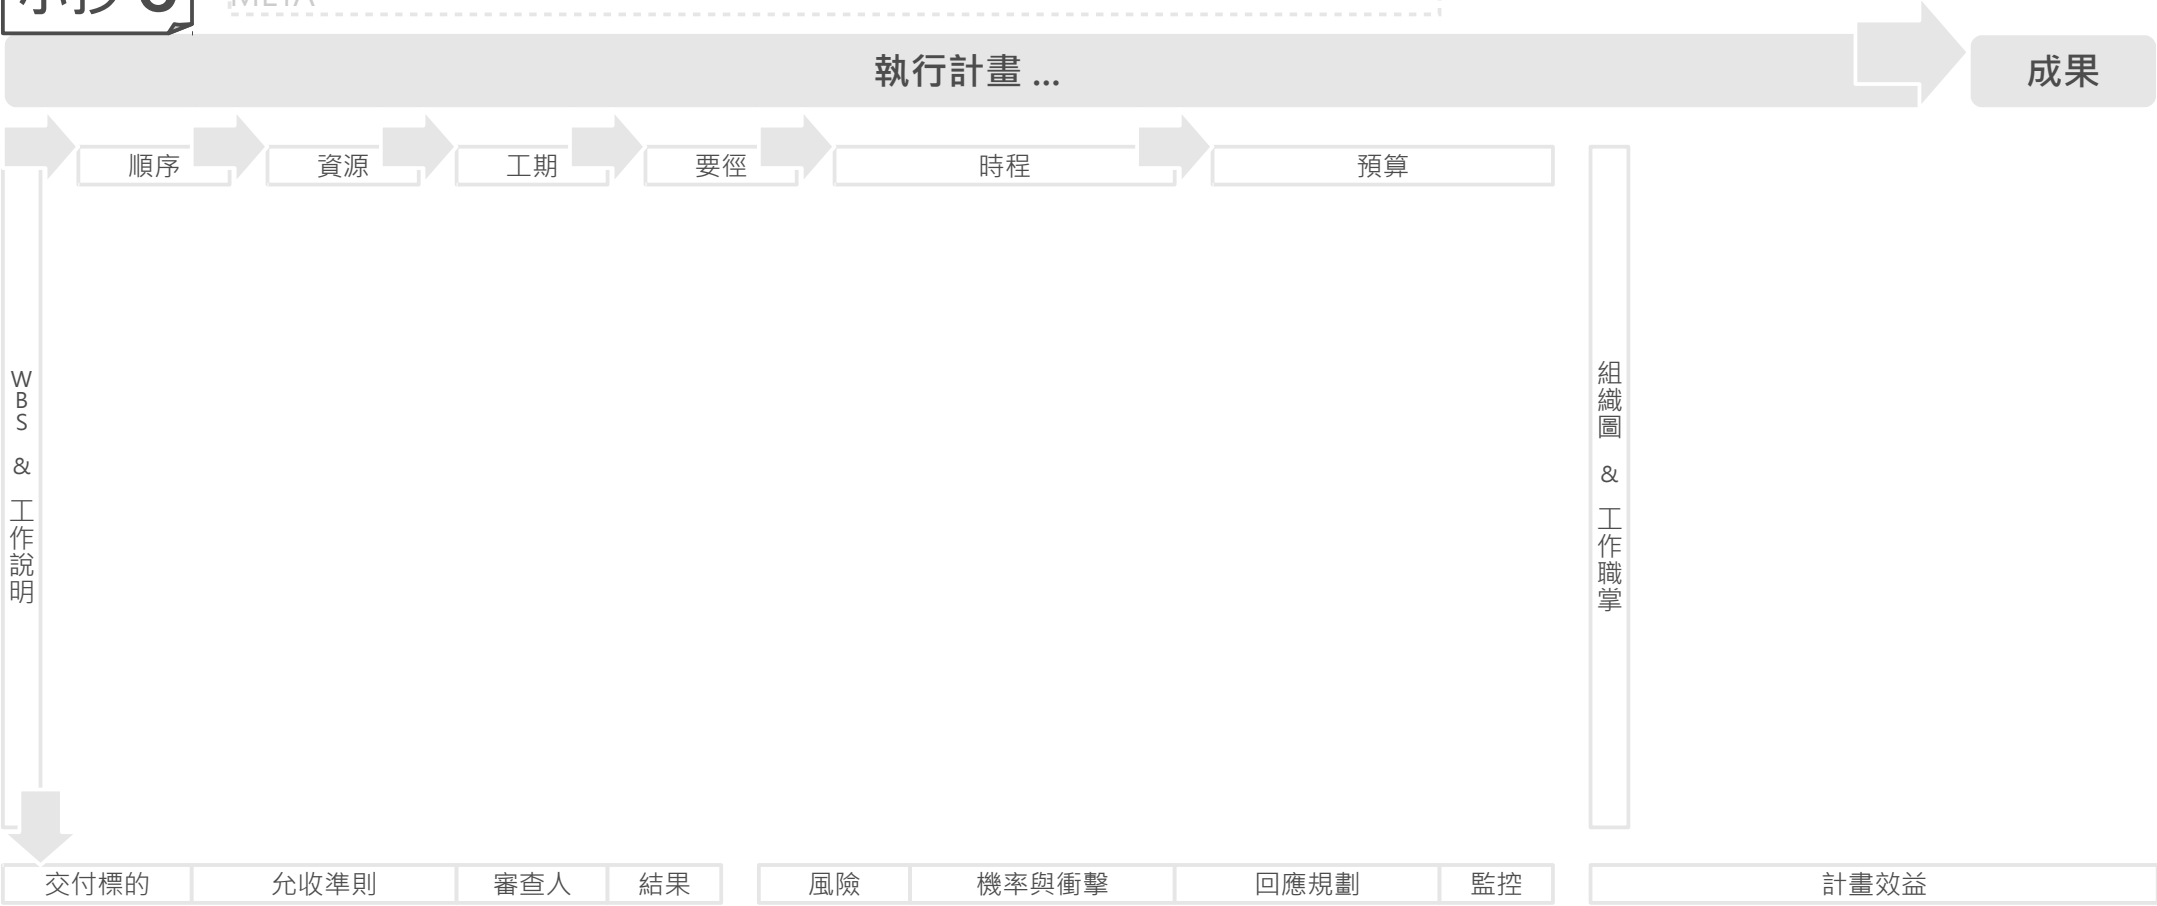 META
執行計畫 ...
成果
順序
資源
工期
要徑
時程
預算
WBS & 工作說明
組織圖 & 工作職掌
交付標的
允收準則
審查人
結果
風險
機率與衝擊
回應規劃
監控
計畫效益